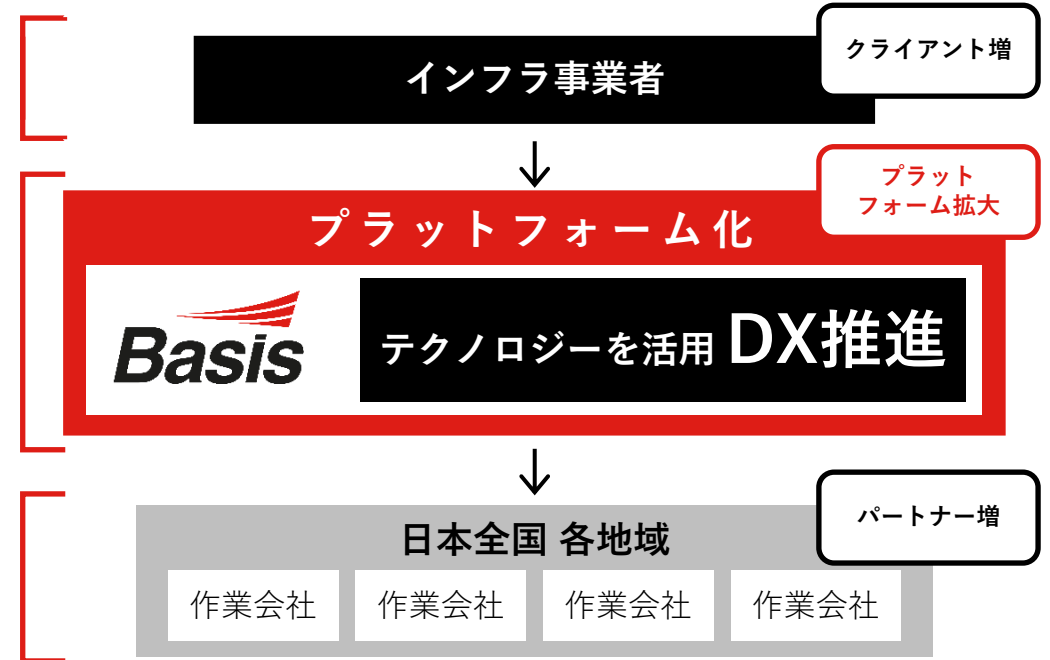 クライアント増
インフラ事業者
プラット
フォーム拡大
プラットフォーム化
Basis
テクノロジーを活用 DX推進
パートナー増
日本全国 各地域
作業会社
作業会社
作業会社
作業会社